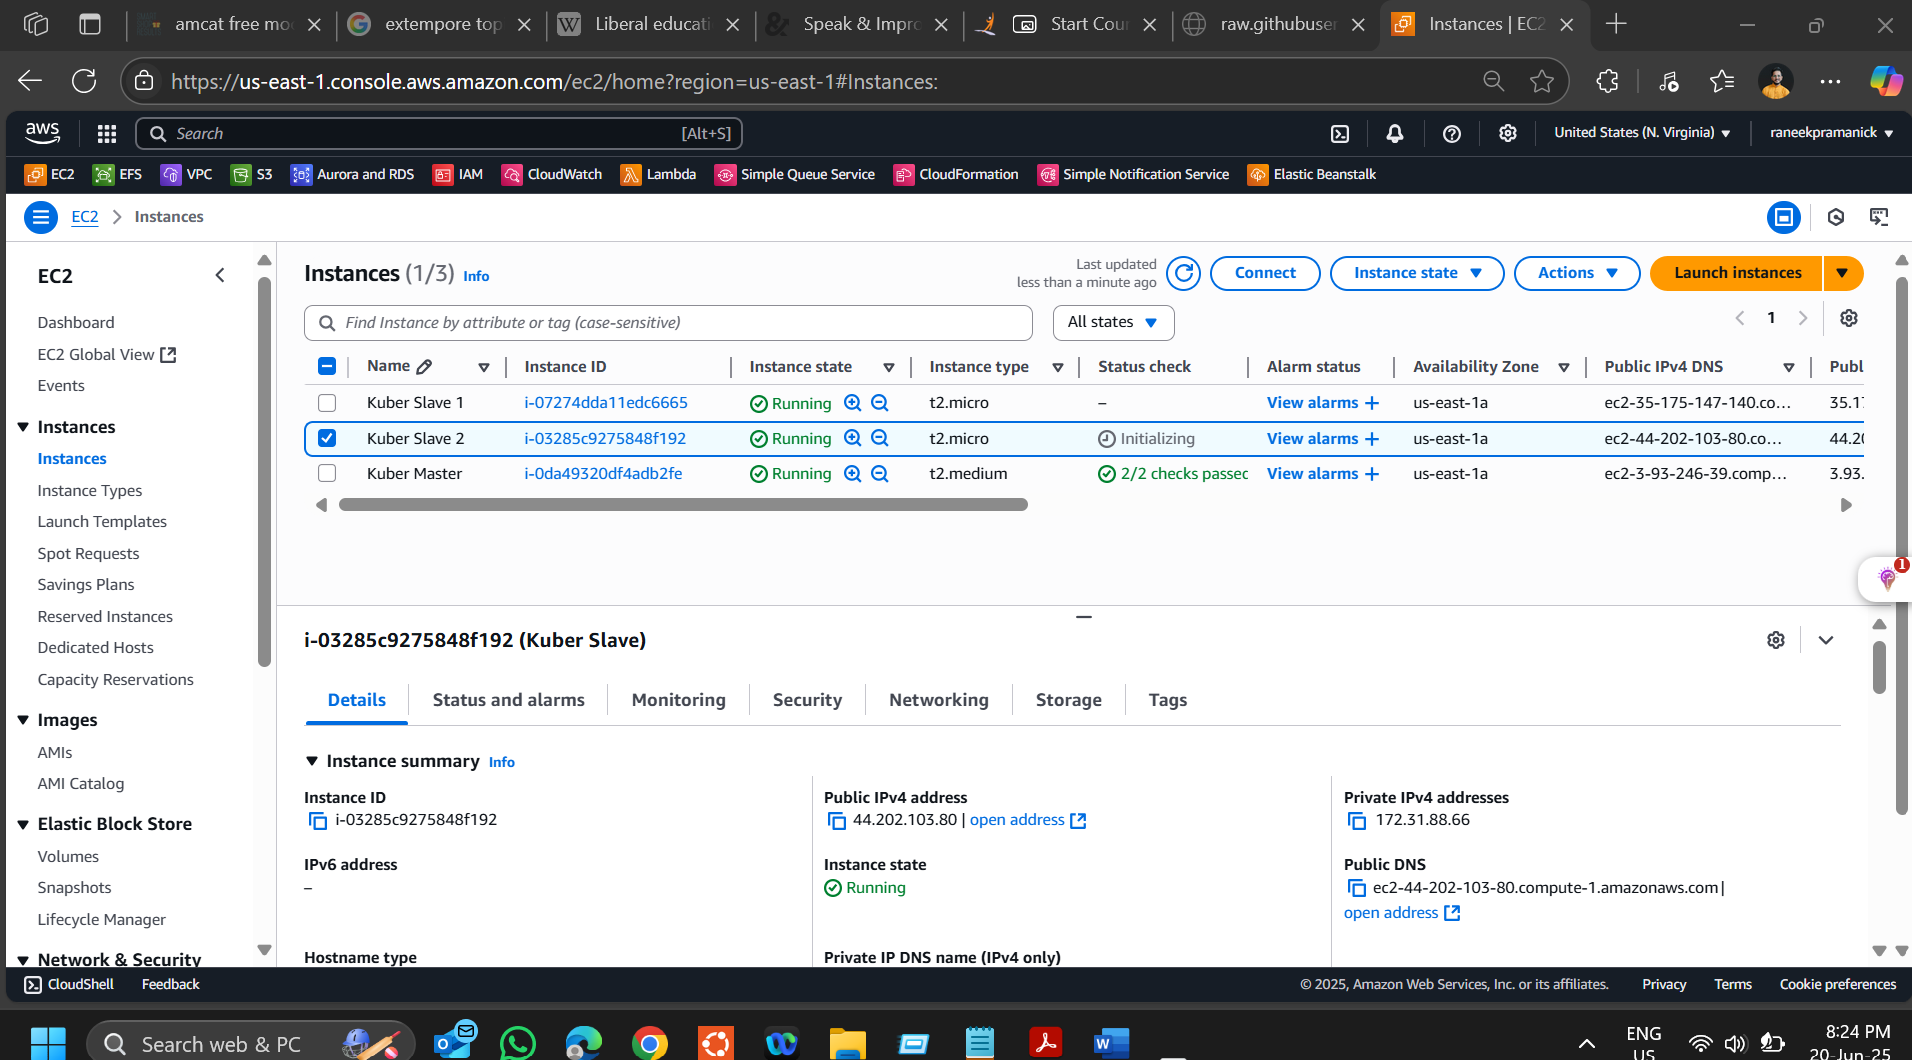 amcat free mo
extempore top
Liberal educati
Speak & Impro
Start Cour
raw.githubuser
Instances | EC2
https://us-east-1.console.aws.amazon.com/ec2/home?region=us-east-1#Instances:
aws
Search
[Alt+S]
United States (N. Virginia)
raneekpramanick
EC2
EFS
VPC
S3
Aurora and RDS
IAM
CloudWatch
Lambda
Simple Queue Service
CloudFormation
Simple Notification Service
Elastic Beanstalk
EC2
Instances
EC2
Dashboard
EC2 Global View
Events
Instances
Instances
Instance Types
Launch Templates
Spot Requests
Savings Plans
Reserved Instances
Dedicated Hosts
Capacity Reservations
Images
AMIs
AMI Catalog
Elastic Block Store
Volumes
Snapshots
Lifecycle Manager
Network & Security
Instances (1/3) Info
Last updated
less than a minute ago
Connect
Instance state
Actions
Launch instances
Find Instance by attribute or tag (case-sensitive)
All states
1
Name Instance ID Instance state Instance type Status check Alarm status Availability Zone Public IPv4 DNS Publ
Kuber Slave 1 i-07274dda11edc6665 Running t2.micro – View alarms + us-east-1a ec2-35-175-147-140.co... 35.17
Kuber Slave 2 i-03285c9275848f192 Running t2.micro Initializing View alarms + us-east-1a ec2-44-202-103-80.co... 44.20
Kuber Master i-0da49320df4adb2fe Running t2.medium 2/2 checks passec View alarms + us-east-1a ec2-3-93-246-39.comp... 3.93.
1
i-03285c9275848f192 (Kuber Slave)
Details
Status and alarms
Monitoring
Security
Networking
Storage
Tags
Instance summary Info
Instance ID
i-03285c9275848f192
Public IPv4 address
44.202.103.80 | open address
Private IPv4 addresses
172.31.88.66
IPv6 address
–
Instance state
Running
Public DNS
ec2-44-202-103-80.compute-1.amazonaws.com |
open address
Hostname type
Private IP DNS name (IPv4 only)
CloudShell
Feedback
© 2025, Amazon Web Services, Inc. or its affiliates.
Privacy
Terms
Cookie preferences
Search web & PC
ENG
US
8:24 PM
20-Jun-25